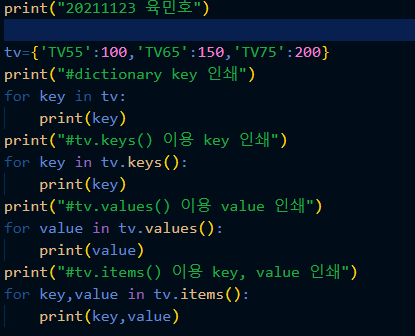 print("20211123 육민호")
tv={'TV55':100,'TV65':150,'TV75':200}
print("#dictionary key 인쇄")
for key in tv:
    print(key)
print("#tv.keys() 이용 key 인쇄")
for key in tv.keys():
    print(key)
print("#tv.values() 이용 value 인쇄")
for value in tv.values():
    print(value)
print("#tv.items() 이용 key, value 인쇄")
for key,value in tv.items():
    print(key,value)